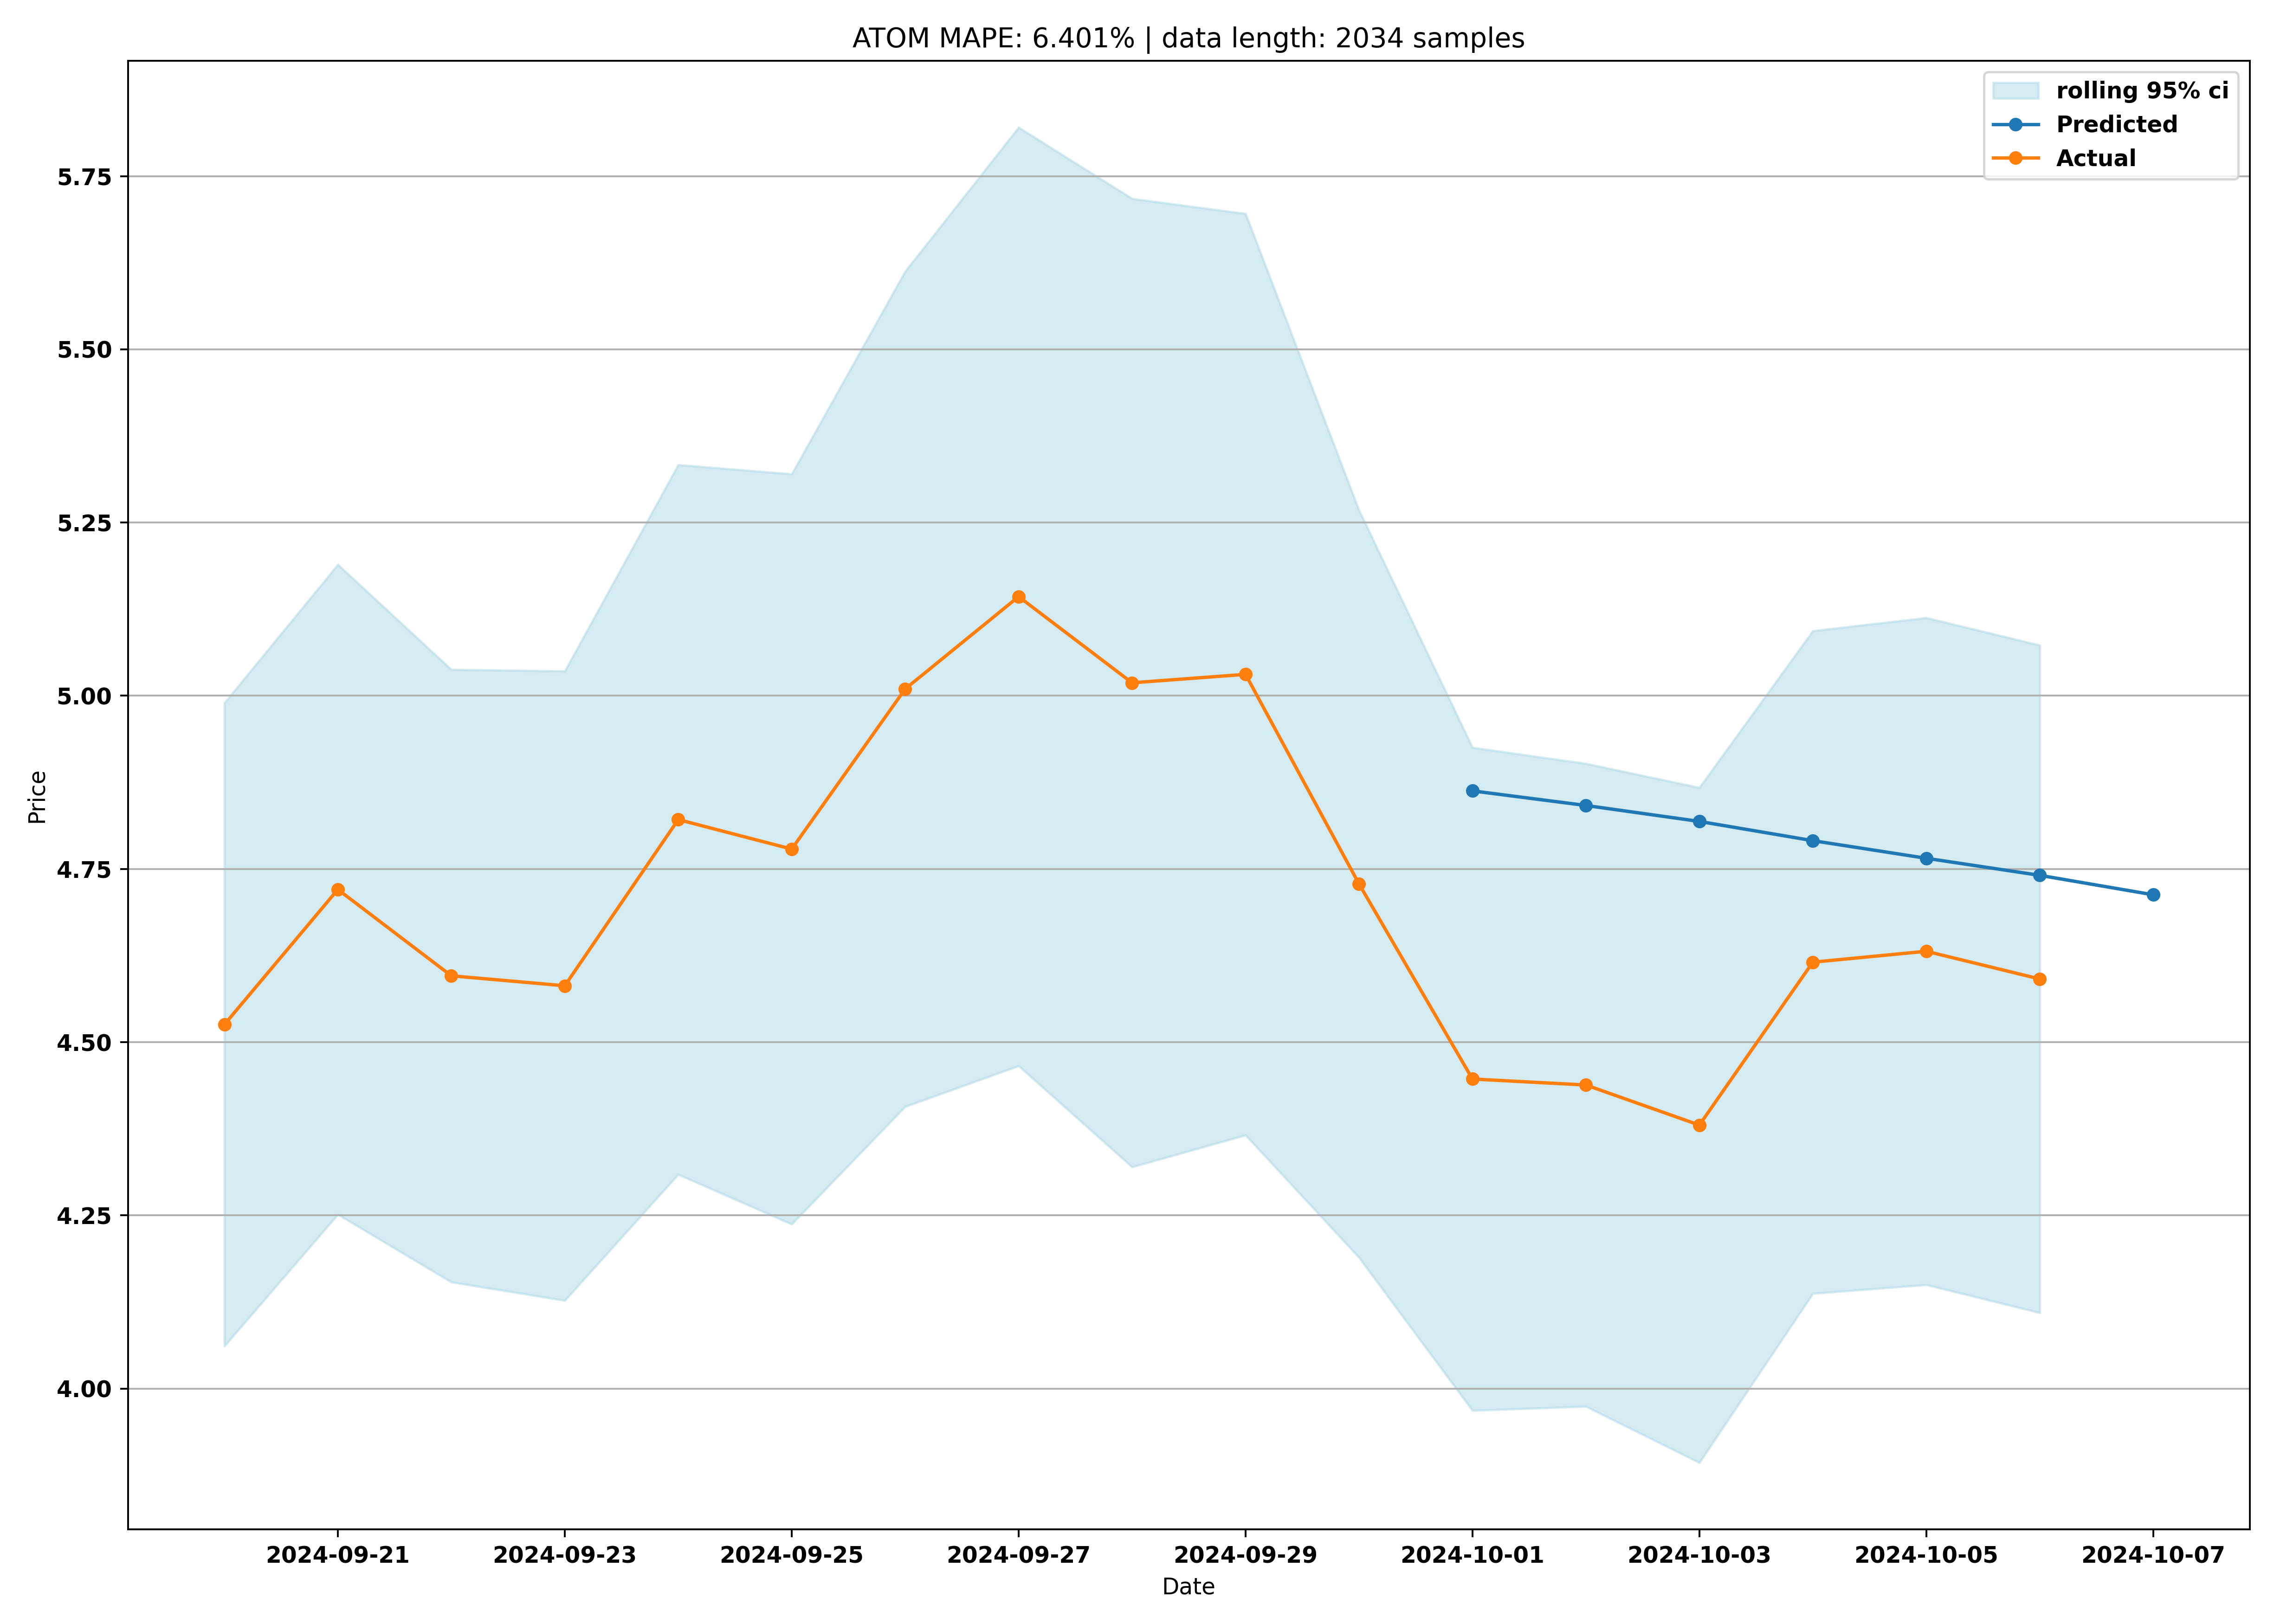 ATOM MAPE: 6.401% | data length: 2034 samples
rolling 95% ci
Predicted
Actual
Price
5.75
5.50
5.25
5.00
4.75
4.50
4.25
4.00
2024-09-21 2024-09-23 2024-09-25 2024-09-27 2024-09-29 2024-10-01 2024-10-03 2024-10-05 2024-10-07
Date